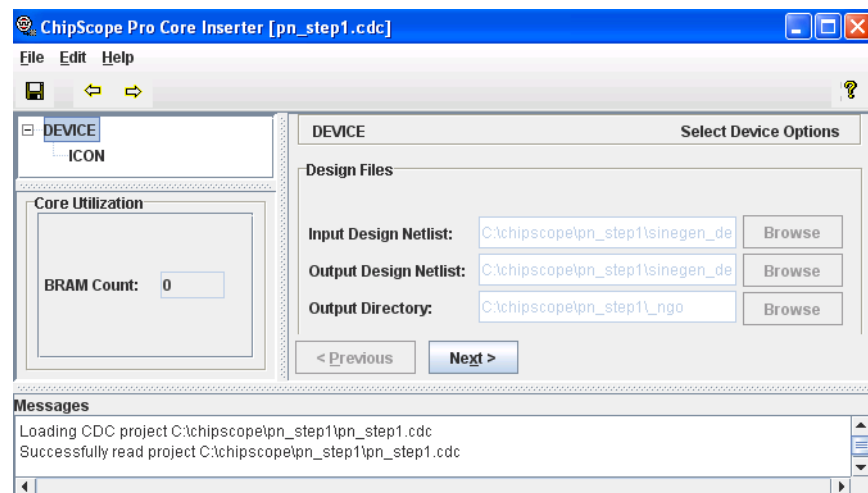 ChipScope Pro Core Inserter [pn_step1.cdc]
File Edit Help
DEVICE
ICON
Core Utilization
BRAM Count: 0
DEVICE Select Device Options
Design Files
Input Design Netlist: C:\chipscope\pn_step1\sinegen_de Browse
Output Design Netlist: C:\chipscope\pn_step1\sinegen_de Browse
Output Directory: C:\chipscope\pn_step1\_ngo Browse
< Previous Next >
Messages
Loading CDC project C:\chipscope\pn_step1\pn_step1.cdc
Successfully read project C:\chipscope\pn_step1\pn_step1.cdc